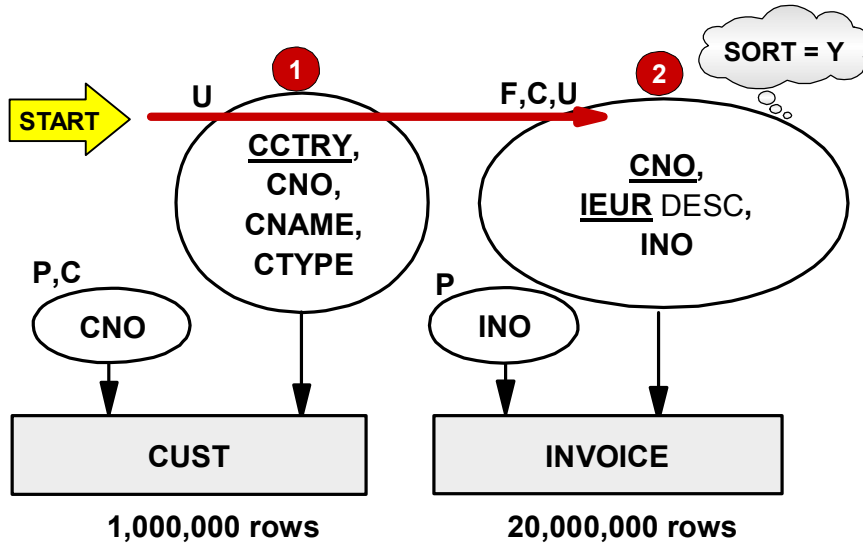 SORT = Y
1
2
U
F,C,U
START
CCTRY,
CNO,
CNAME,
CTYPE
CNO,
IEUR DESC,
INO
P,C
P
CNO
INO
CUST
INVOICE
1,000,000 rows
20,000,000 rows